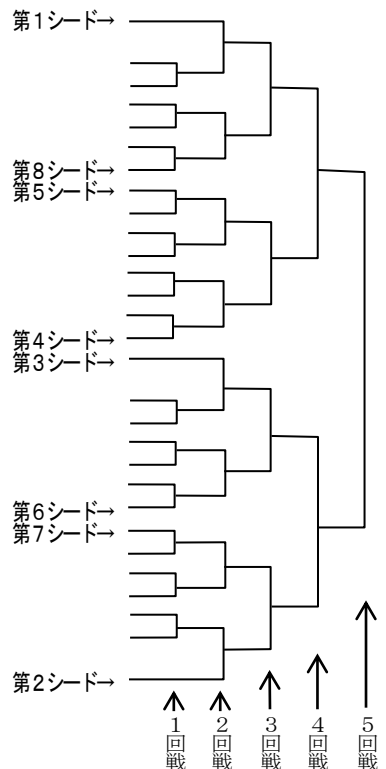 第1シード→
第8シード→
第5シード→
第4シード→
第3シード→
第6シード→
第7シード→
第2シード→
1回戦
2回戦
3回戦
4回戦
5回戦